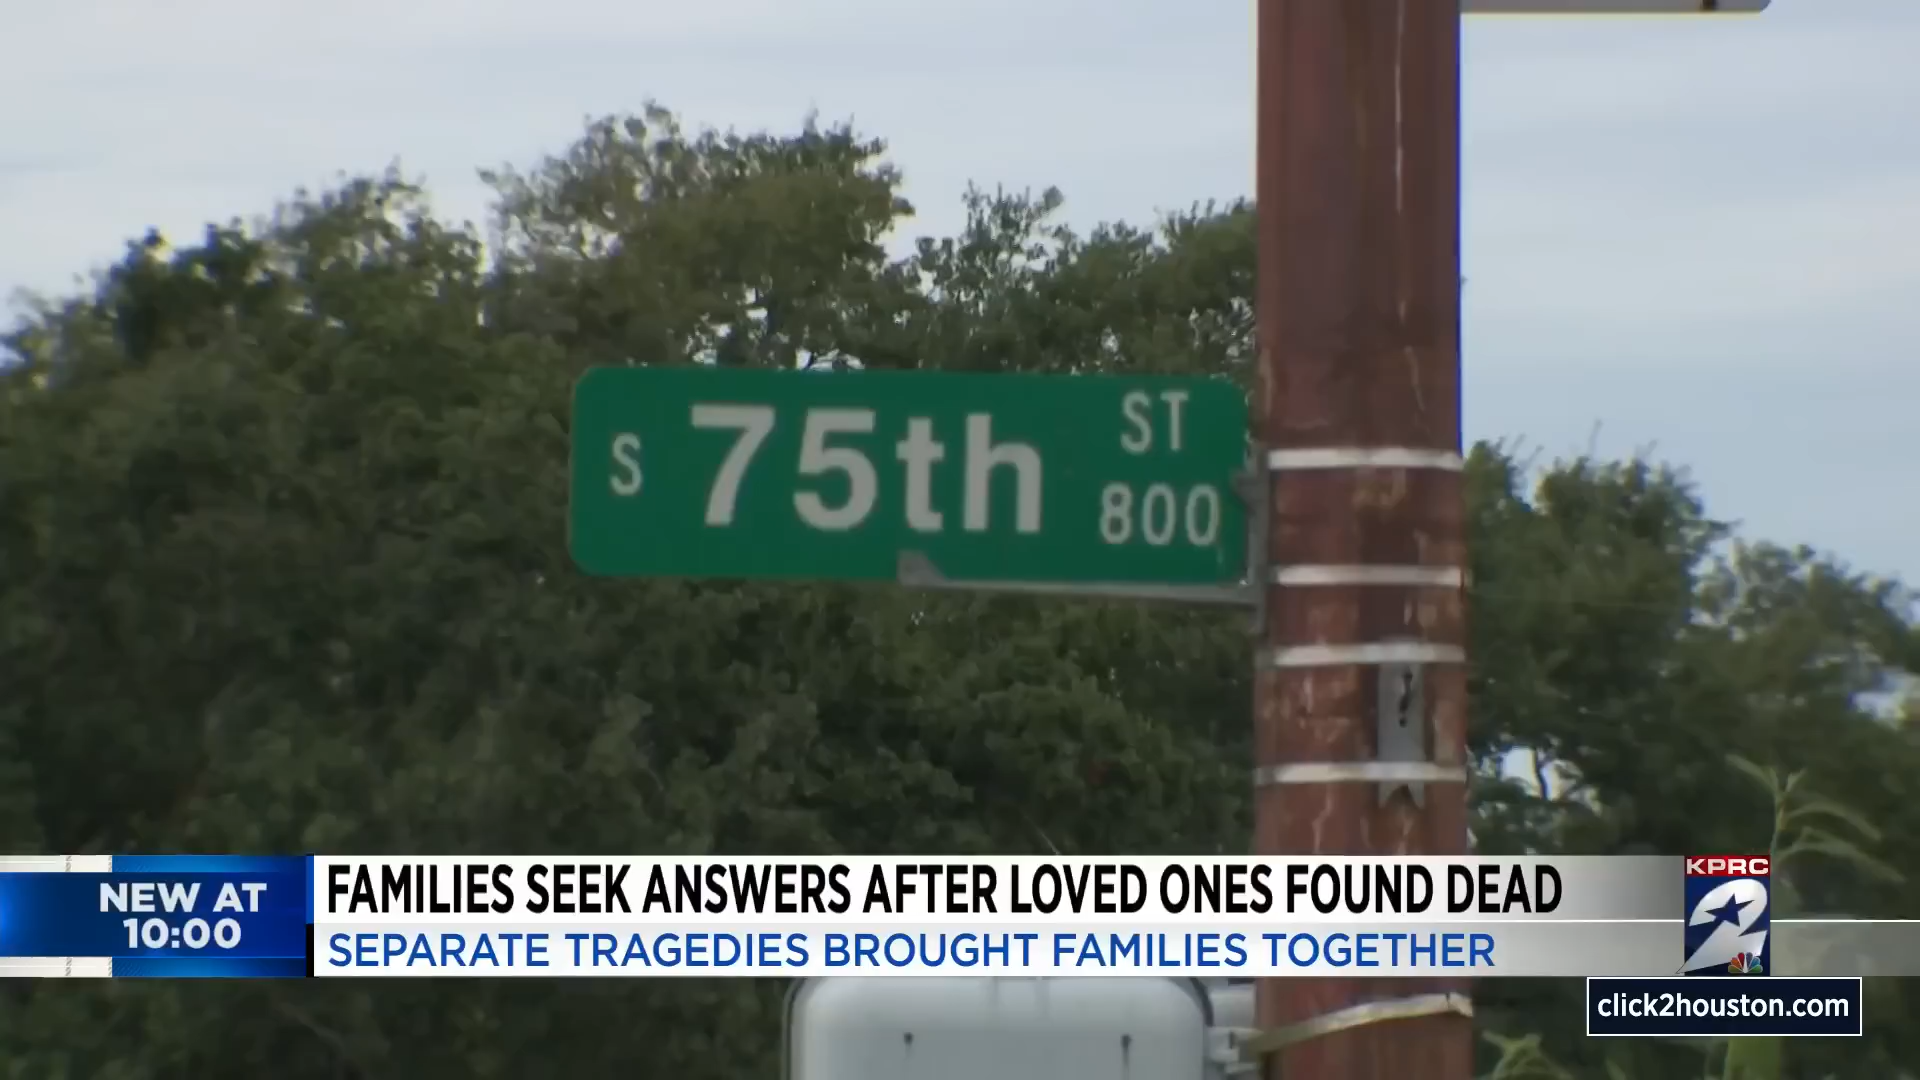 S 75th ST
800
NEW AT
10:00
FAMILIES SEEK ANSWERS AFTER LOVED ONES FOUND DEAD
SEPARATE TRAGEDIES BROUGHT FAMILIES TOGETHER
KPRC
2
click2houston.com